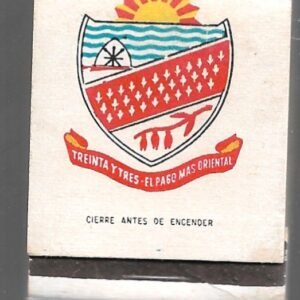 TREINTA Y TRES - EL PAGO MAS ORIENTAL
CIERRE ANTES DE ENCENDER